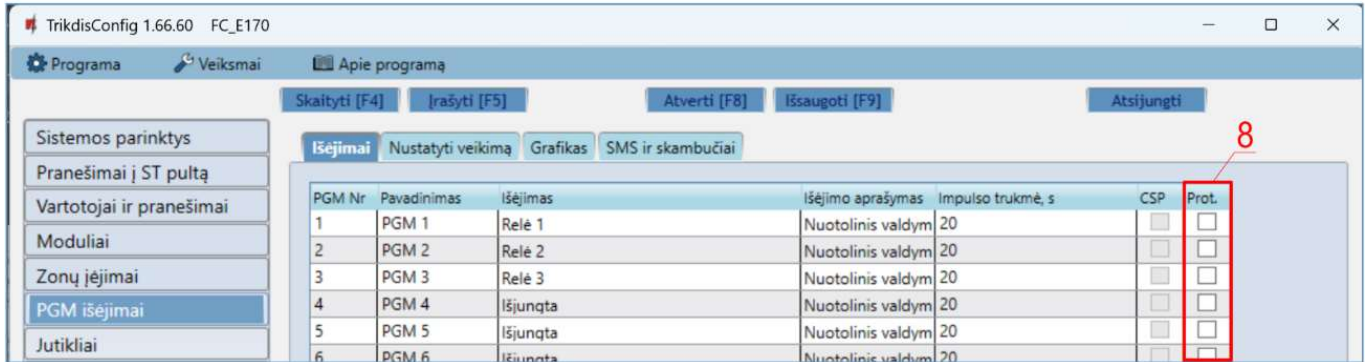 TrikdisConfig 1.66.60 FC_E170
Programa Veiksmai Apie programą
Skaityti [F4] Įrašyti [F5] Atverti [F8] Išsaugoti [F9] Atsijungti
Sistemos parinktys
Pranešimai į ST pultą
Vartotojai ir pranešimai
Moduliai
Zonų įėjimai
PGM išėjimai
Jutikliai
Išėjimai Nustatyti veikimą Grafikas SMS ir skambučiai
8
PGM Nr Pavadinimas Išėjimas Išėjimo aprašymas Impulso trukmė, s CSP Prot.
1 PGM 1 Relė 1 Nuotolinis valdym 20
2 PGM 2 Relė 2 Nuotolinis valdym 20
3 PGM 3 Relė 3 Nuotolinis valdym 20
4 PGM 4 Išjungta Nuotolinis valdym 20
5 PGM 5 Išjungta Nuotolinis valdym 20
6 PGM 6 Išjungta Nuotolinis valdym 20